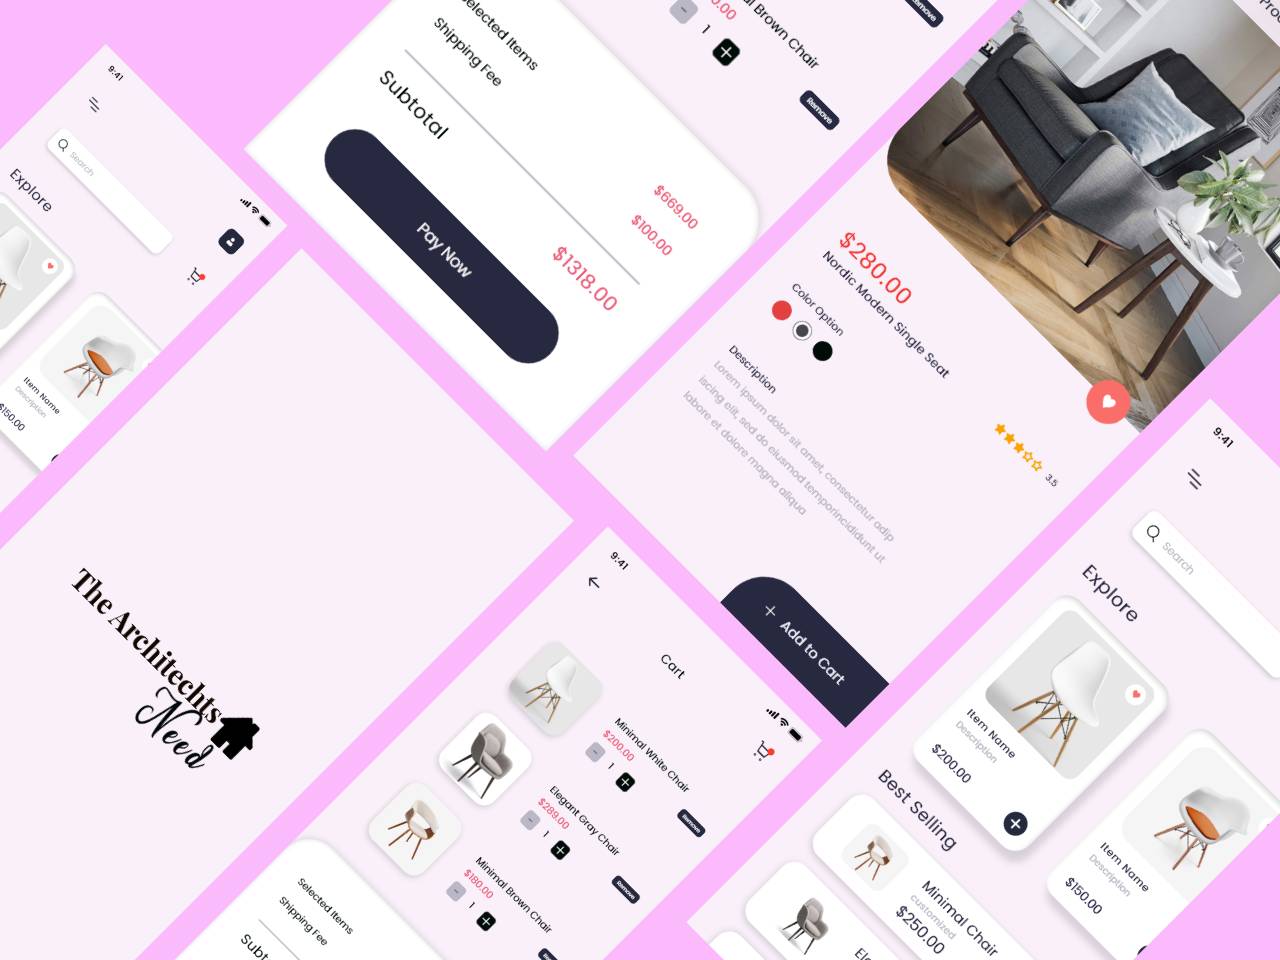 9:41
Search
Explore
Item Name
Description
$150.00
Selected Items
Shipping Fee
Subtotal
$669.00
$100.00
$1318.00
Pay Now
Minimal Brown Chair
1
Remove
Remove
$280.00
Nordic Modern Single Seat
Color Option
Description
Lorem ipsum dolor sit amet, consectetur adip
iscing elit, sed do eiusmod temporincididunt ut
labore et dolore magna aliqua
3.5
Add to Cart
The Architechts
Need
9:41
Cart
Minimal White Chair
$200.00
1
Remove
Elegant Gray Chair
$289.00
1
Remove
Minimal Brown Chair
$180.00
1
Selected Items
Shipping Fee
9:41
Search
Explore
Item Name
Description
$200.00
Item Name
Description
$150.00
Best Selling
Minimal Chair
customized
$250.00